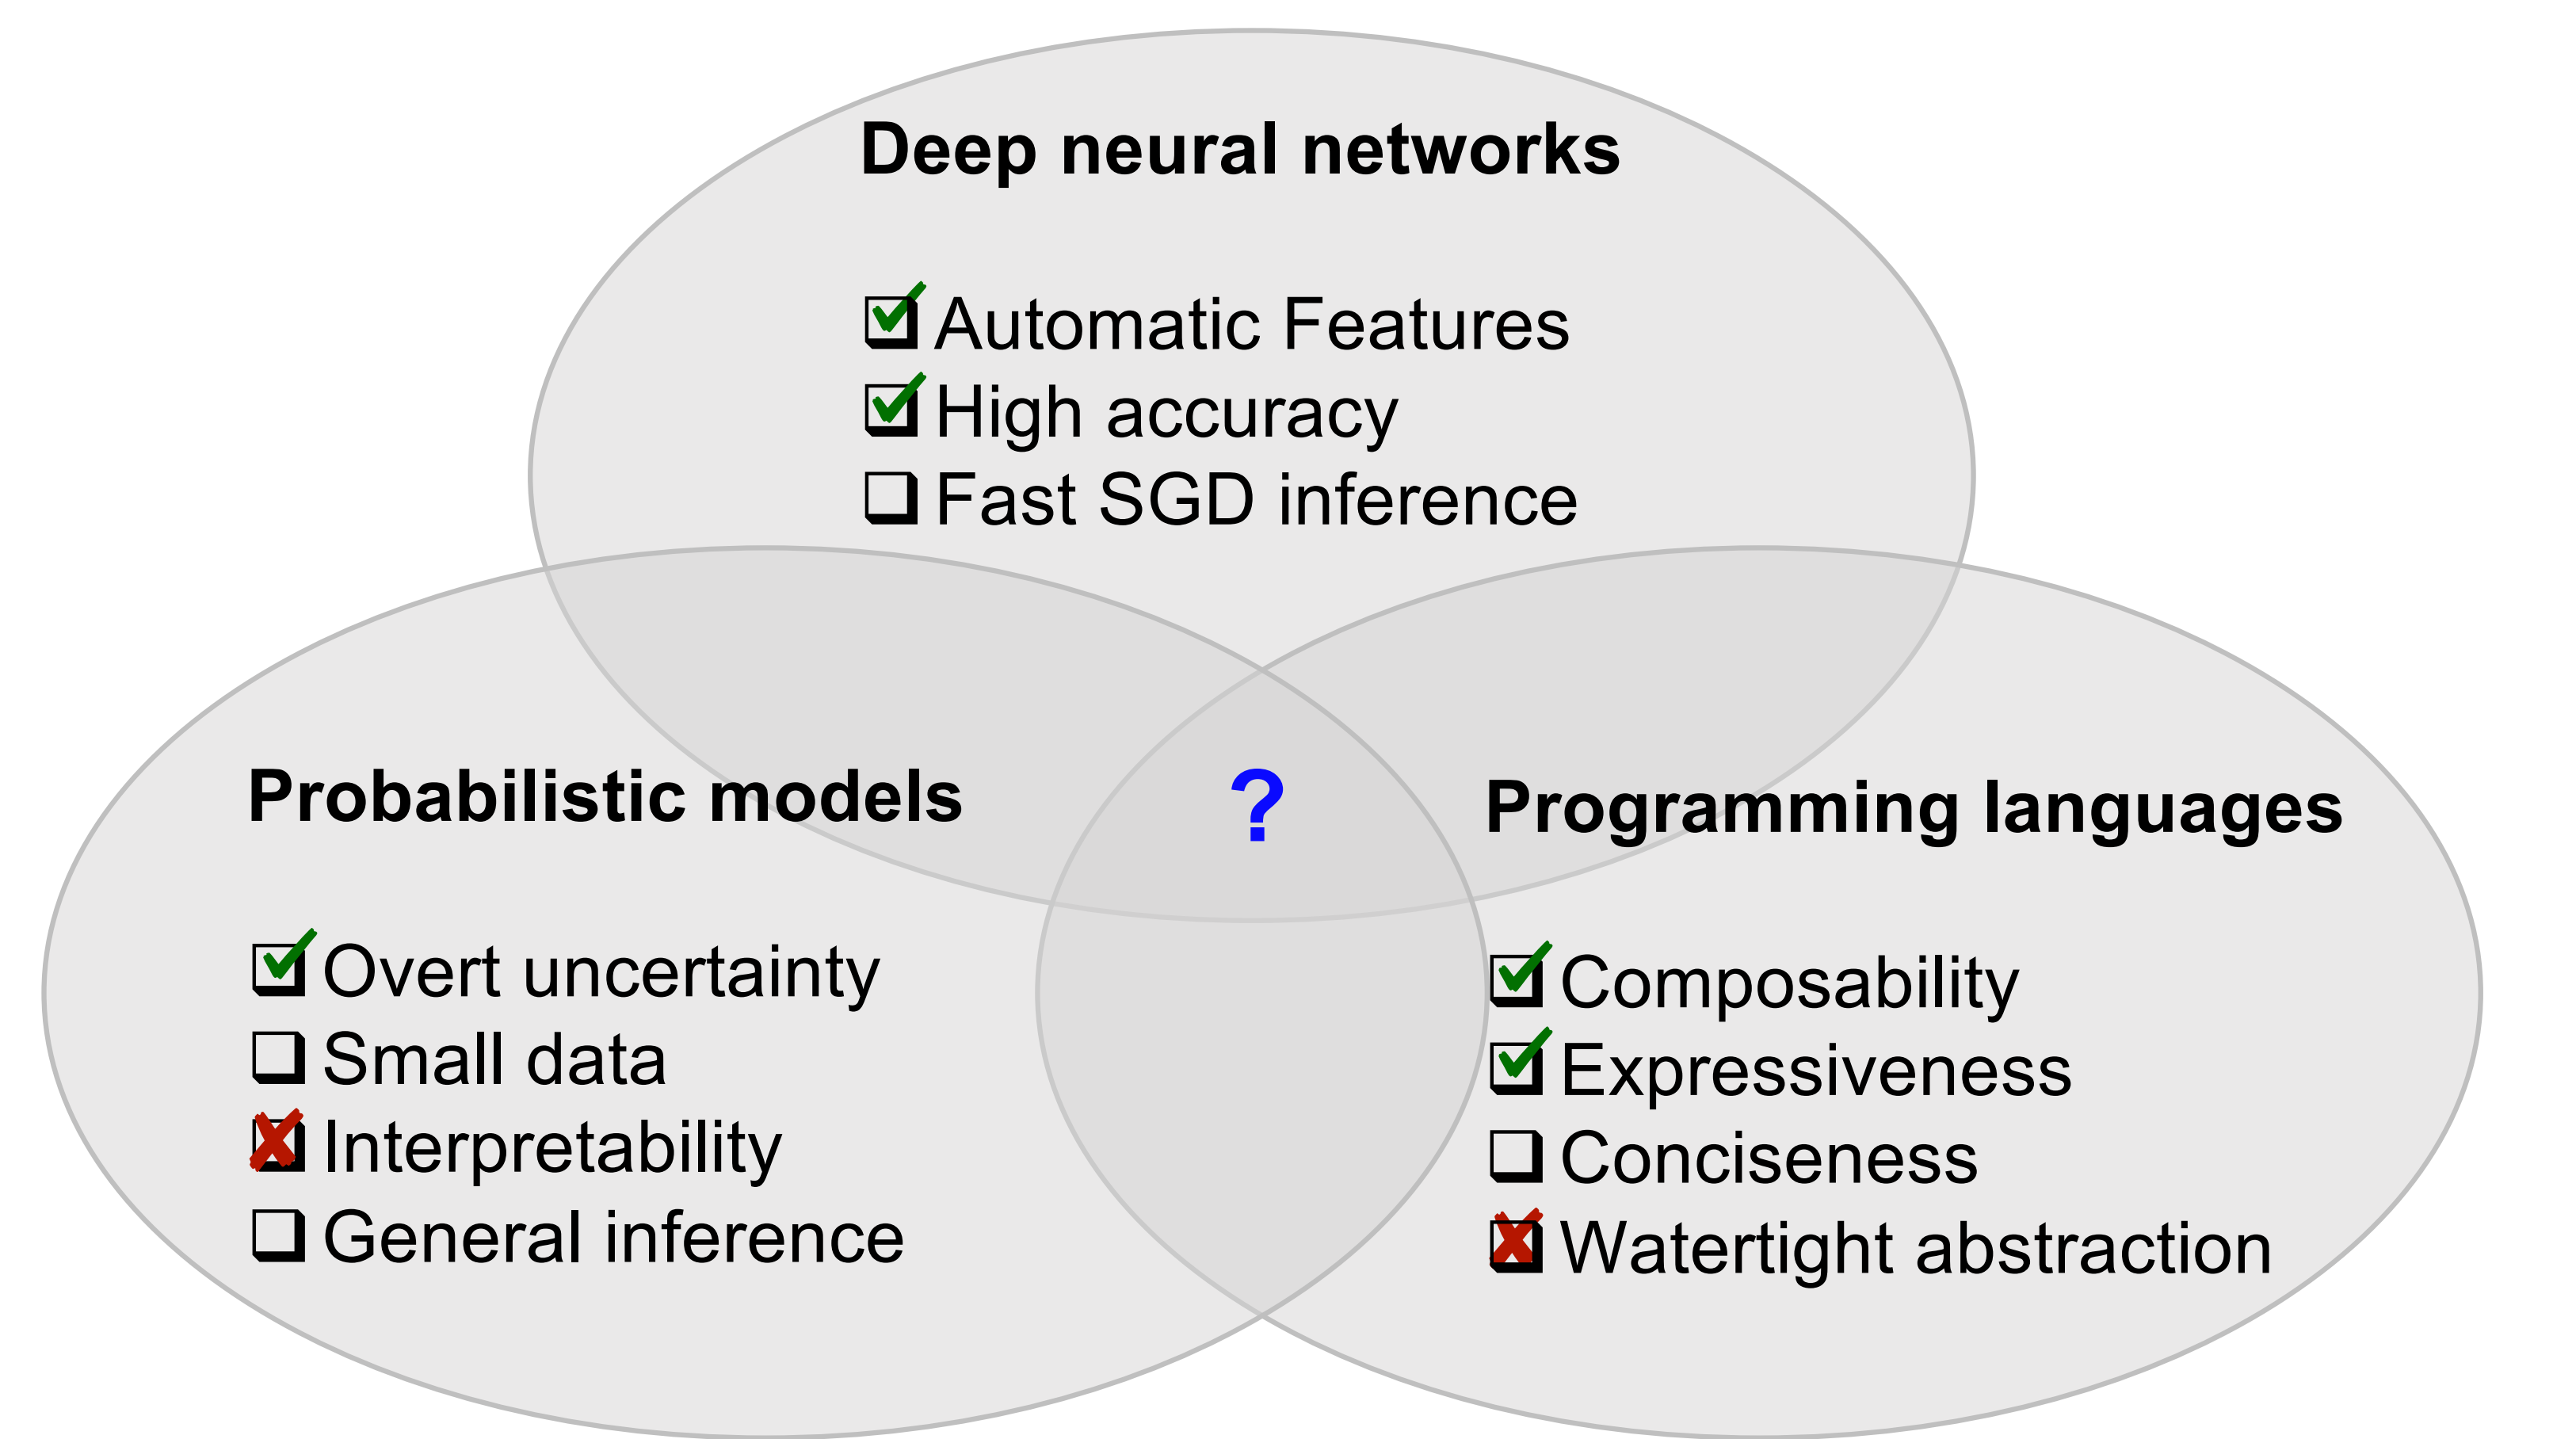 Deep neural networks
Automatic Features
High accuracy
Fast SGD inference
Probabilistic models
Overt uncertainty
Small data
Interpretability
General inference
?
Programming languages
Composability
Expressiveness
Conciseness
Watertight abstraction